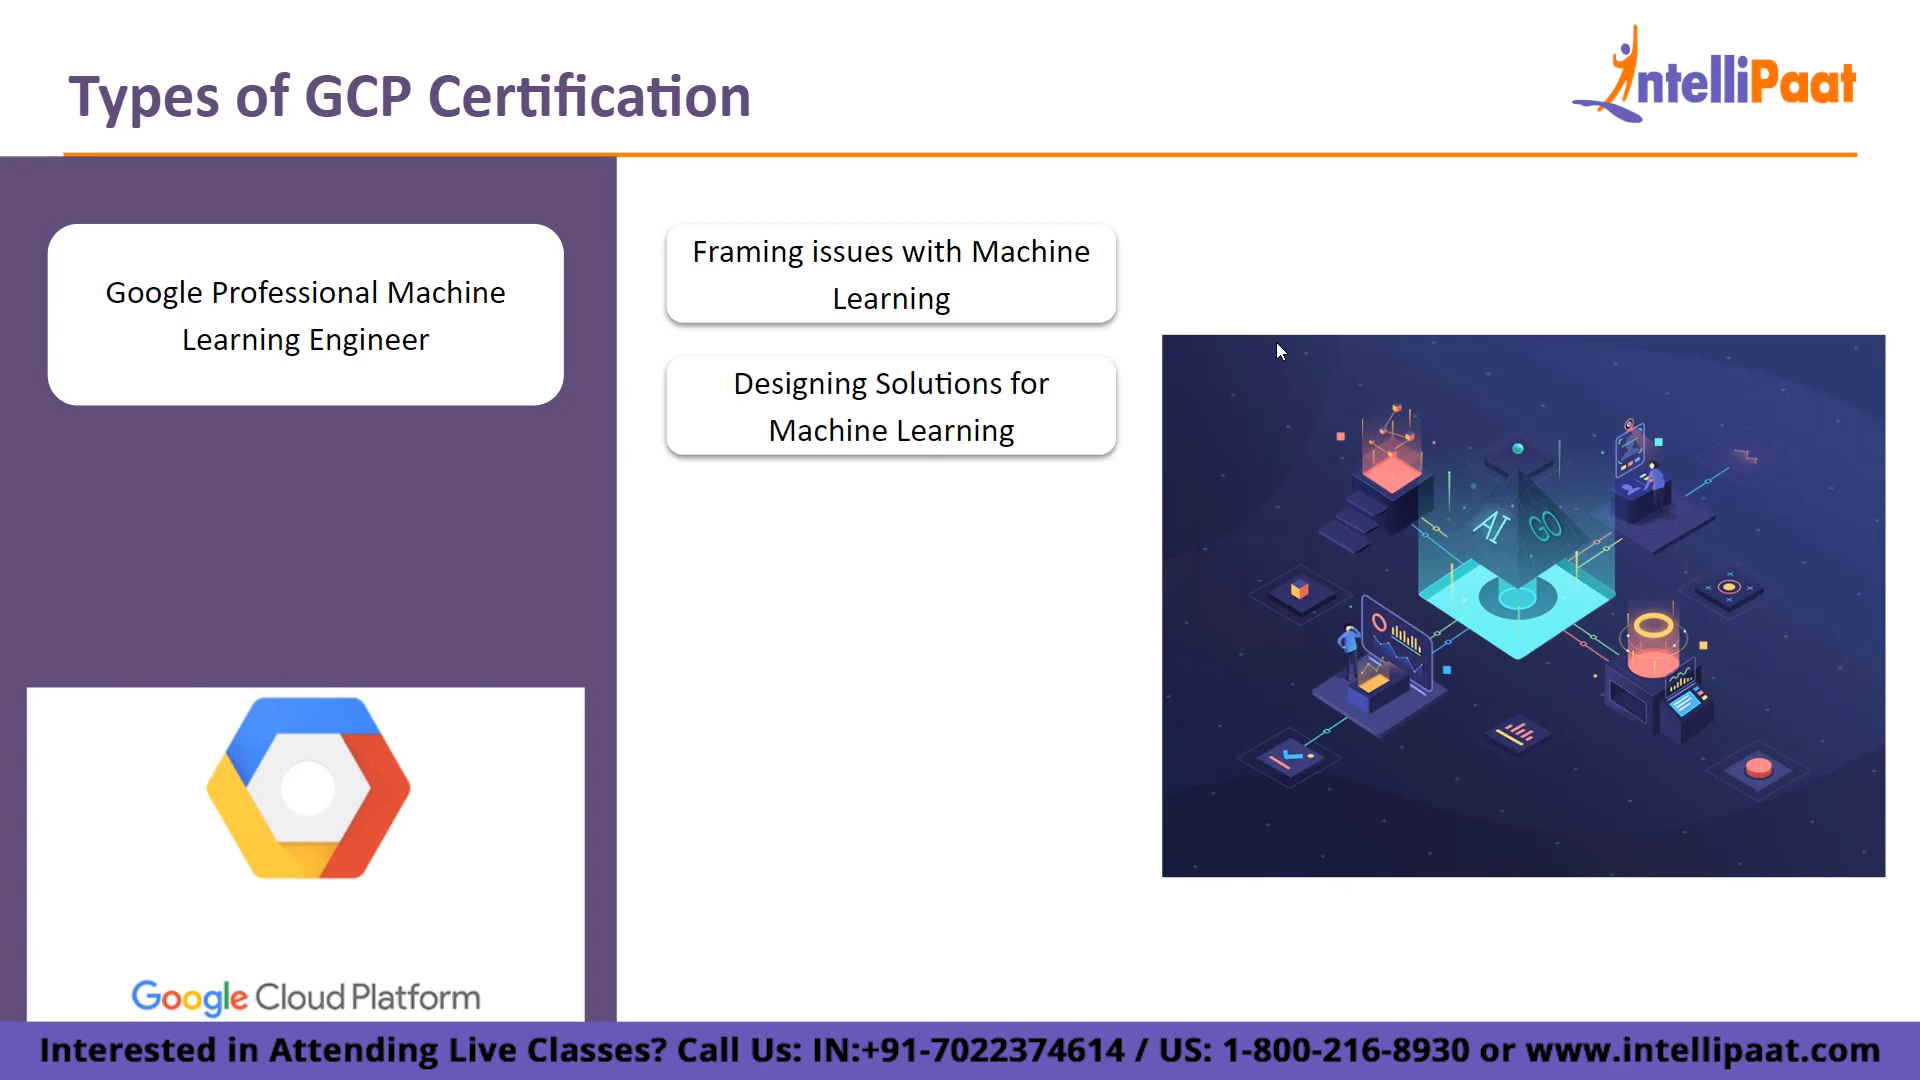 Types of GCP Certification
IntelliPaat
Google Professional Machine
Learning Engineer
Framing issues with Machine
Learning
Designing Solutions for
Machine Learning
AI GO
Google Cloud Platform
Interested in Attending Live Classes? Call Us: IN:+91-7022374614 / US: 1-800-216-8930 or www.intellipaat.com